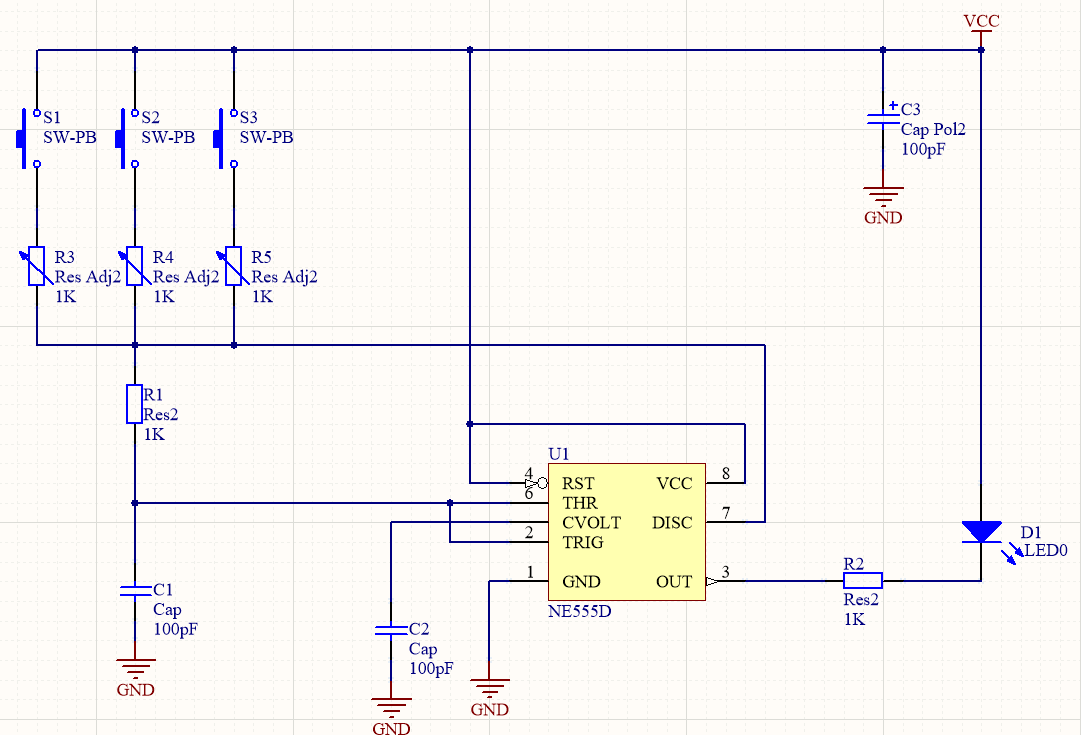 VCC
S1
SW-PB
S2
SW-PB
S3
SW-PB
C3
Cap Pol2
100pF
GND
R3
Res Adj2
1K
R4
Res Adj2
1K
R5
Res Adj2
1K
R1
Res2
1K
U1
4
RST
VCC
8
6
THR
CVOLT
DISC
7
2
TRIG
1
GND
OUT
3
NE555D
D1
LED0
R2
Res2
1K
C1
Cap
100pF
GND
C2
Cap
100pF
GND
GND